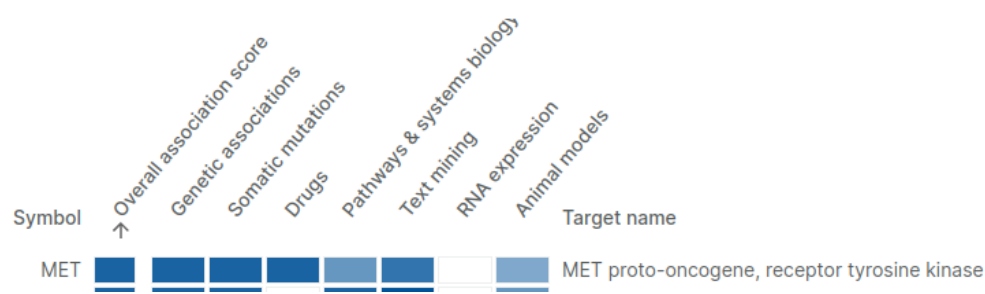 Overall association score
Genetic associations
Somatic mutations
Drugs
Pathways & systems biology
Text mining
RNA expression
Animal models
Symbol
Target name
MET
MET proto-oncogene, receptor tyrosine kinase